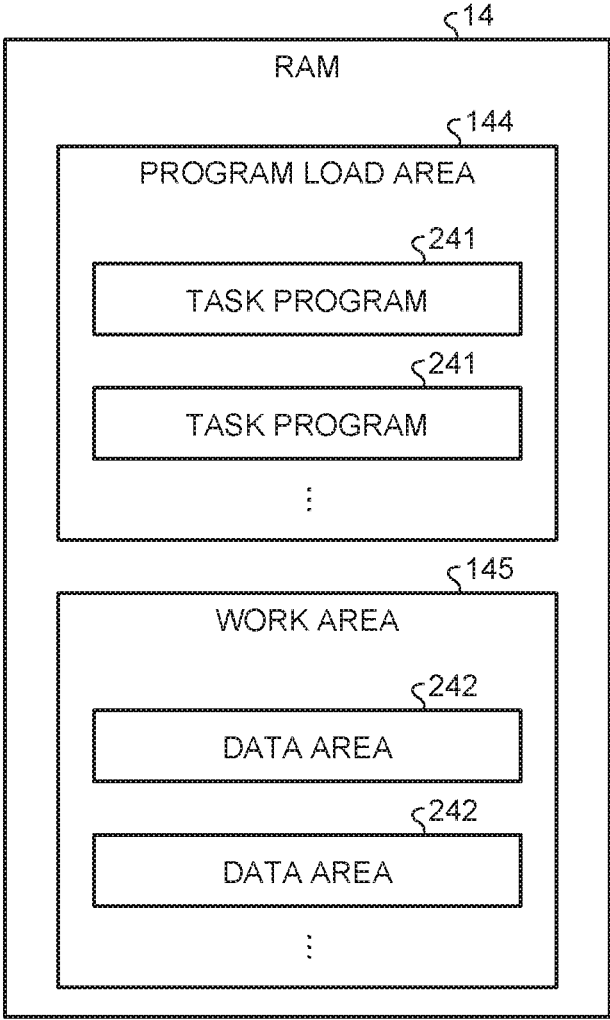 14
RAM
144
PROGRAM LOAD AREA
241
TASK PROGRAM
241
TASK PROGRAM
⋮
145
WORK AREA
242
DATA AREA
242
DATA AREA
⋮